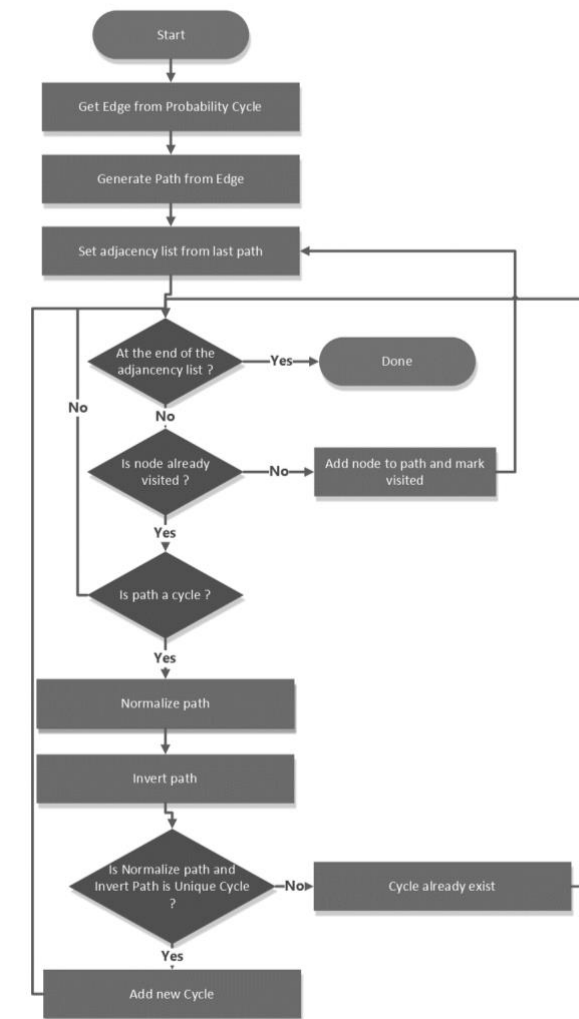 Start
Get Edge from Probability Cycle
Generate Path from Edge
Set adjacency list from last path
At the end of the
adjancency list ?
Yes
Done
No
No
Is node already
visited ?
No
Add node to path and mark
visited
Yes
Is path a cycle ?
Yes
Normalize path
Invert path
Is Normalize path and
Invert Path is Unique Cycle
?
No
Cycle already exist
Yes
Add new Cycle